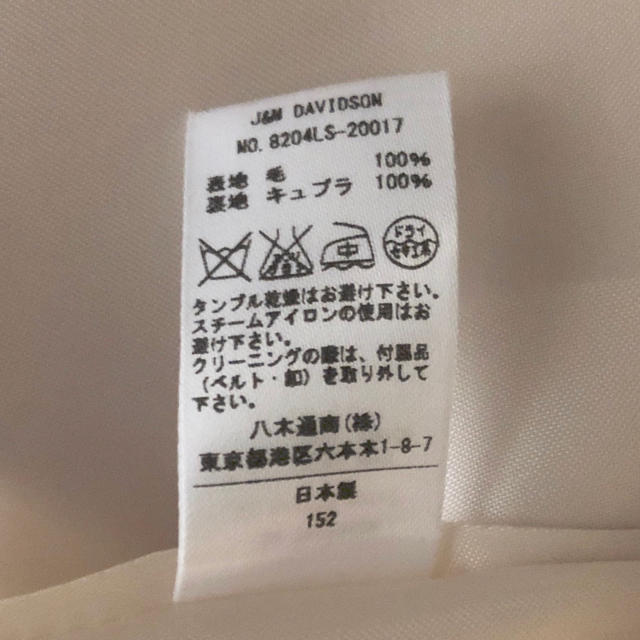 J&M DAVIDSON
NO. 8204LS-20017
表地 毛 100%
裏地 キュプラ 100%
中 ドライ セキユ系
タンブル乾燥はお避け下さい。
スチームアイロンの使用はお
避け下さい。
クリーニングの際は、付属品
(ベルト・釦)を取り外して
下さい。
八木通商(株)
東京都港区六本木1-8-7
日本製
152